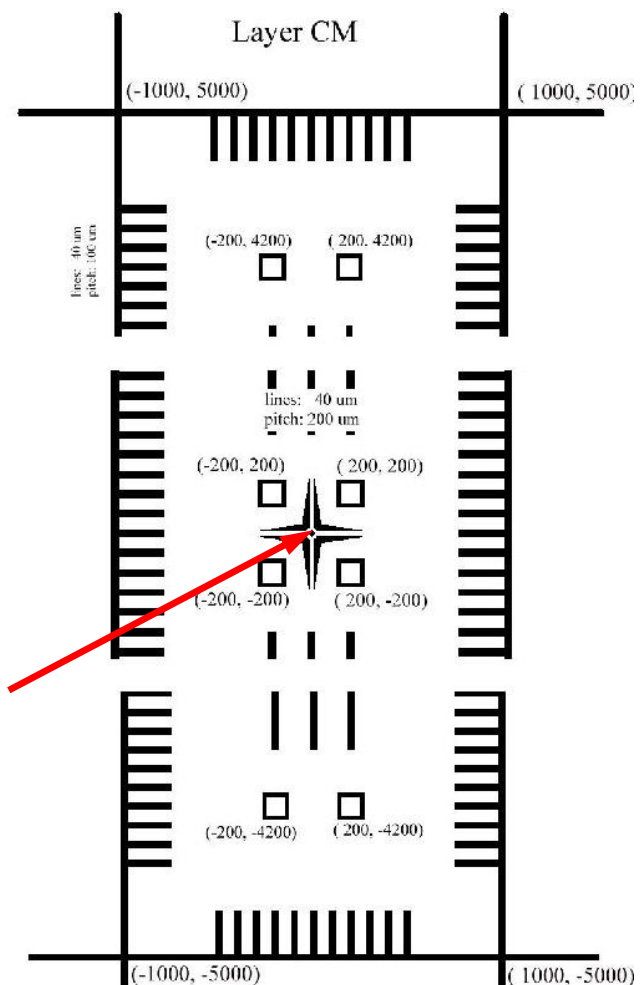 Layer CM
(-1000, 5000)
( 1000, 5000)
lines: 40 um
pitch: 100 um
(-200, 4200)
( 200, 4200)
lines: 40 um
pitch: 200 um
(-200, 200)
( 200, 200)
(-200, -200)
( 200, -200)
(-200, -4200)
( 200, -4200)
(-1000, -5000)
( 1000, -5000)